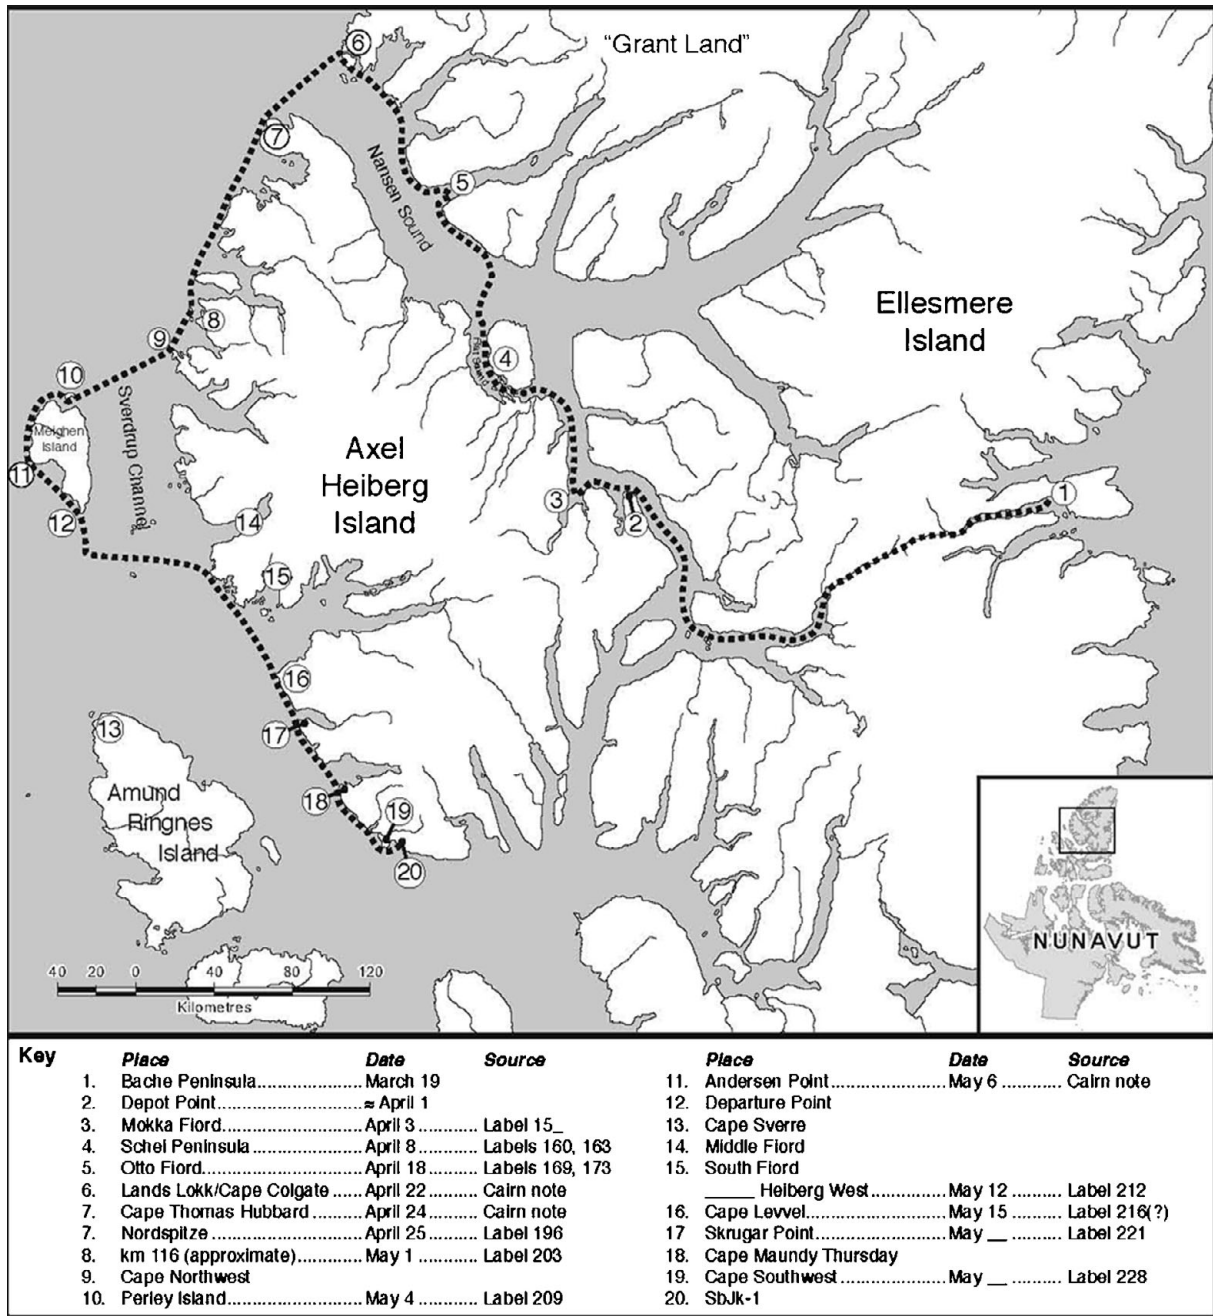 6
"Grant Land"
7
Nansen Sound
5
Ellesmere
Island
8
9
4
10
Sverdrup Channel
Meighen
Island
Axel
Heiberg
Island
11
12
3
2
1
14
15
16
13
17
Amund
Ringnes
Island
18
19
20
NUNAVUT
40 20 0 40 80 120
Kilometres
Key
Place Date Source
1. Bache Peninsula...................... March 19
2. Depot Point.............................. ≈ April 1
3. Mokka Fiord............................. April 3 ........... Label 15_
4. Schei Peninsula....................... April 8 ........... Labels 160, 163
5. Otto Fiord................................. April 18 ......... Labels 169, 173
6. Lands Lokk/Cape Colgate ...... April 22 ......... Cairn note
7. Cape Thomas Hubbard .......... April 24 ......... Cairn note
7. Nordspitze................................ April 25 ......... Label 196
8. km 116 (approximate)............. May 1 ............ Label 203
9. Cape Northwest
10. Perley Island............................ May 4 ............ Label 209
Place Date Source
11. Andersen Point........................ May 6 ........... Cairn note
12. Departure Point
13. Cape Sverre
14. Middle Fiord
15. South Fiord
_____ Heiberg West................ May 12 .......... Label 212
16. Cape Levvel............................. May 15 .......... Label 216(?)
17 Skrugar Point........................... May __ .......... Label 221
18. Cape Maundy Thursday
19. Cape Southwest ...................... May __ .......... Label 228
20. SbJk-1